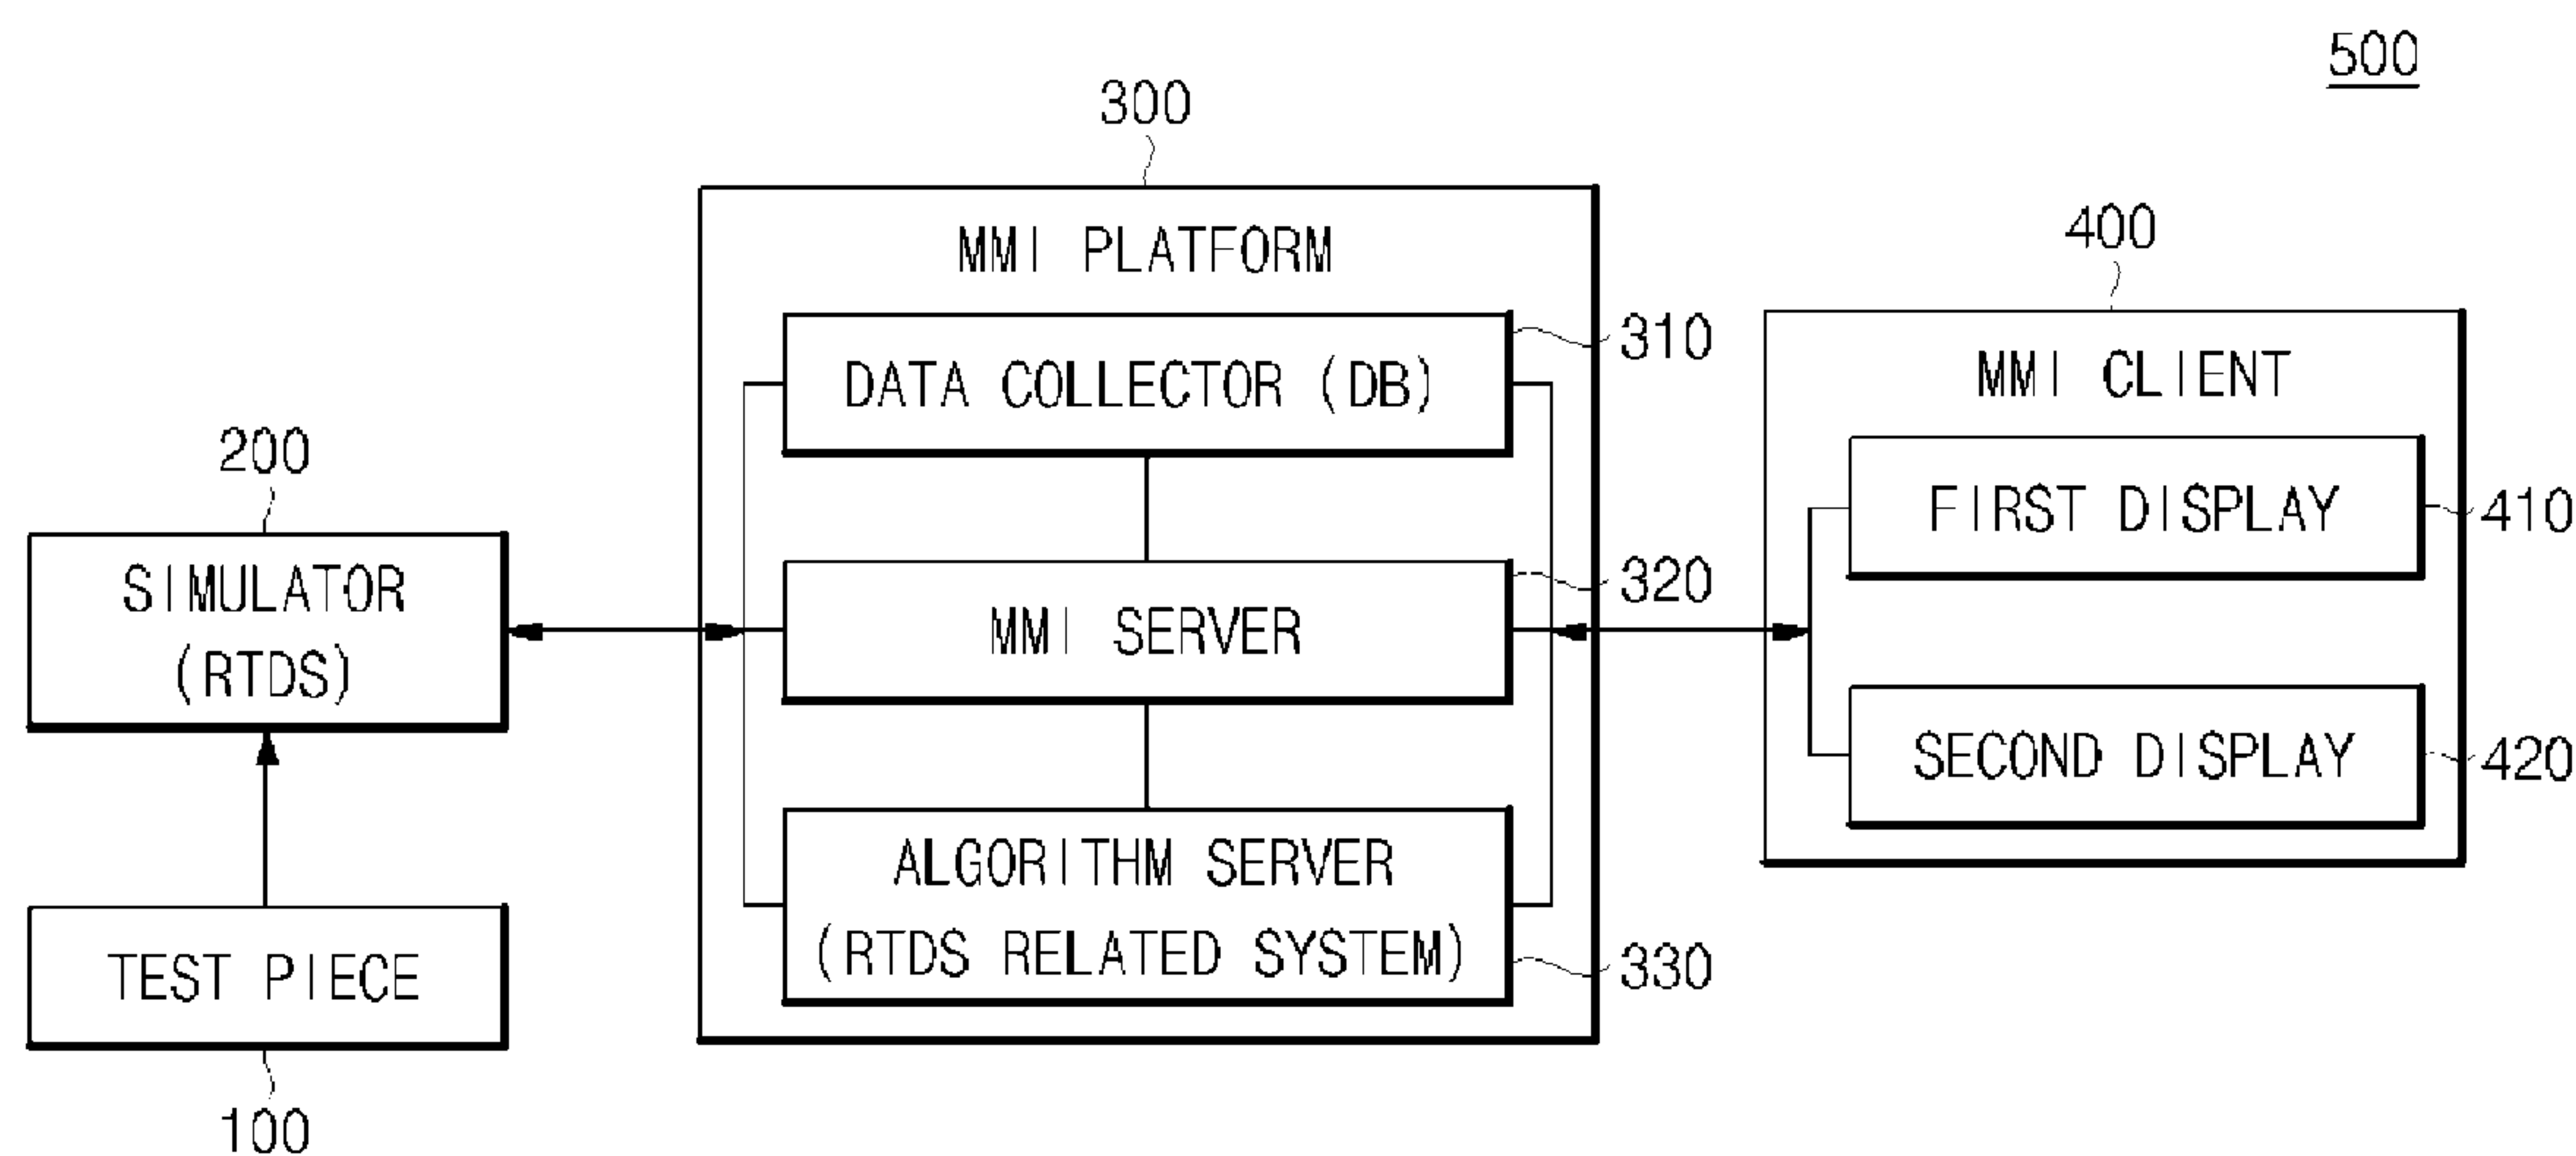 500
300
MMI PLATFORM
400
310
DATA COLLECTOR (DB)
MMI CLIENT
200
FIRST DISPLAY
410
SIMULATOR
(RTDS)
320
MMI SERVER
SECOND DISPLAY
420
ALGORITHM SERVER
(RTDS RELATED SYSTEM)
330
TEST PIECE
100